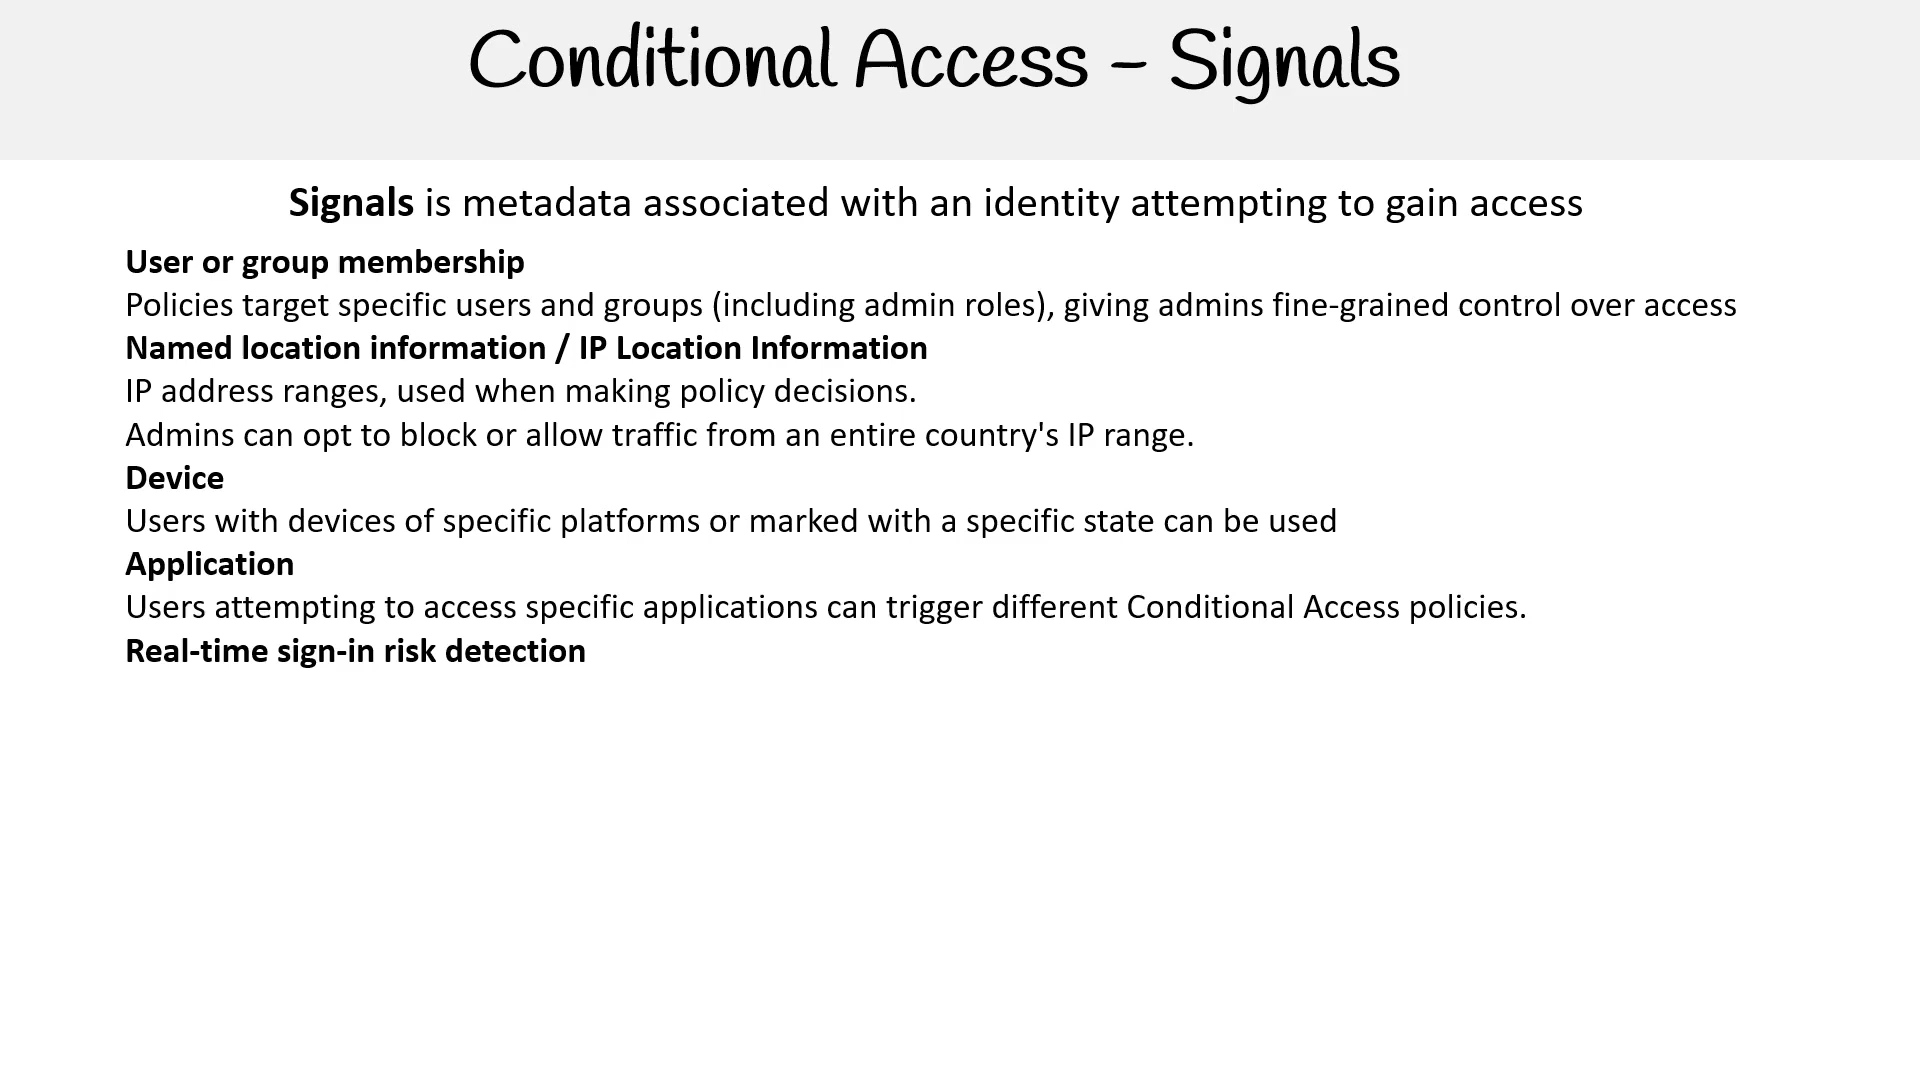 Conditional Access – Signals
Signals is metadata associated with an identity attempting to gain access
User or group membership
Policies target specific users and groups (including admin roles), giving admins fine-grained control over access
Named location information / IP Location Information
IP address ranges, used when making policy decisions.
Admins can opt to block or allow traffic from an entire country's IP range.
Device
Users with devices of specific platforms or marked with a specific state can be used
Application
Users attempting to access specific applications can trigger different Conditional Access policies.
Real-time sign-in risk detection